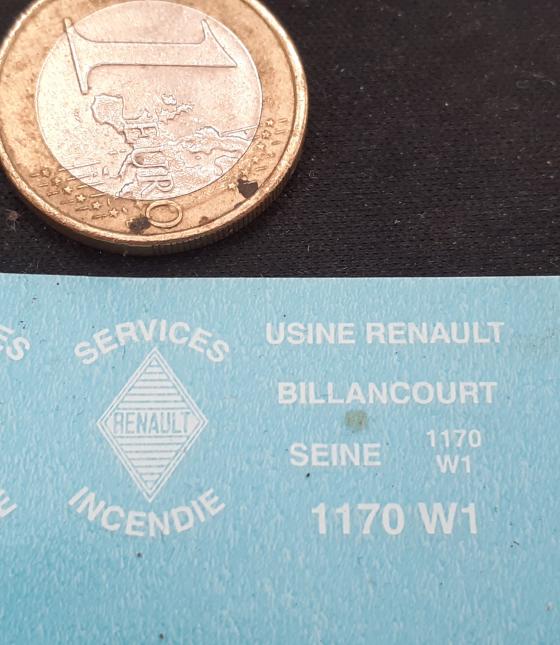 1 EURO
SERVICES
RENAULT
INCENDIE
USINE RENAULT
BILLANCOURT
SEINE
1170
W1
1170 W1